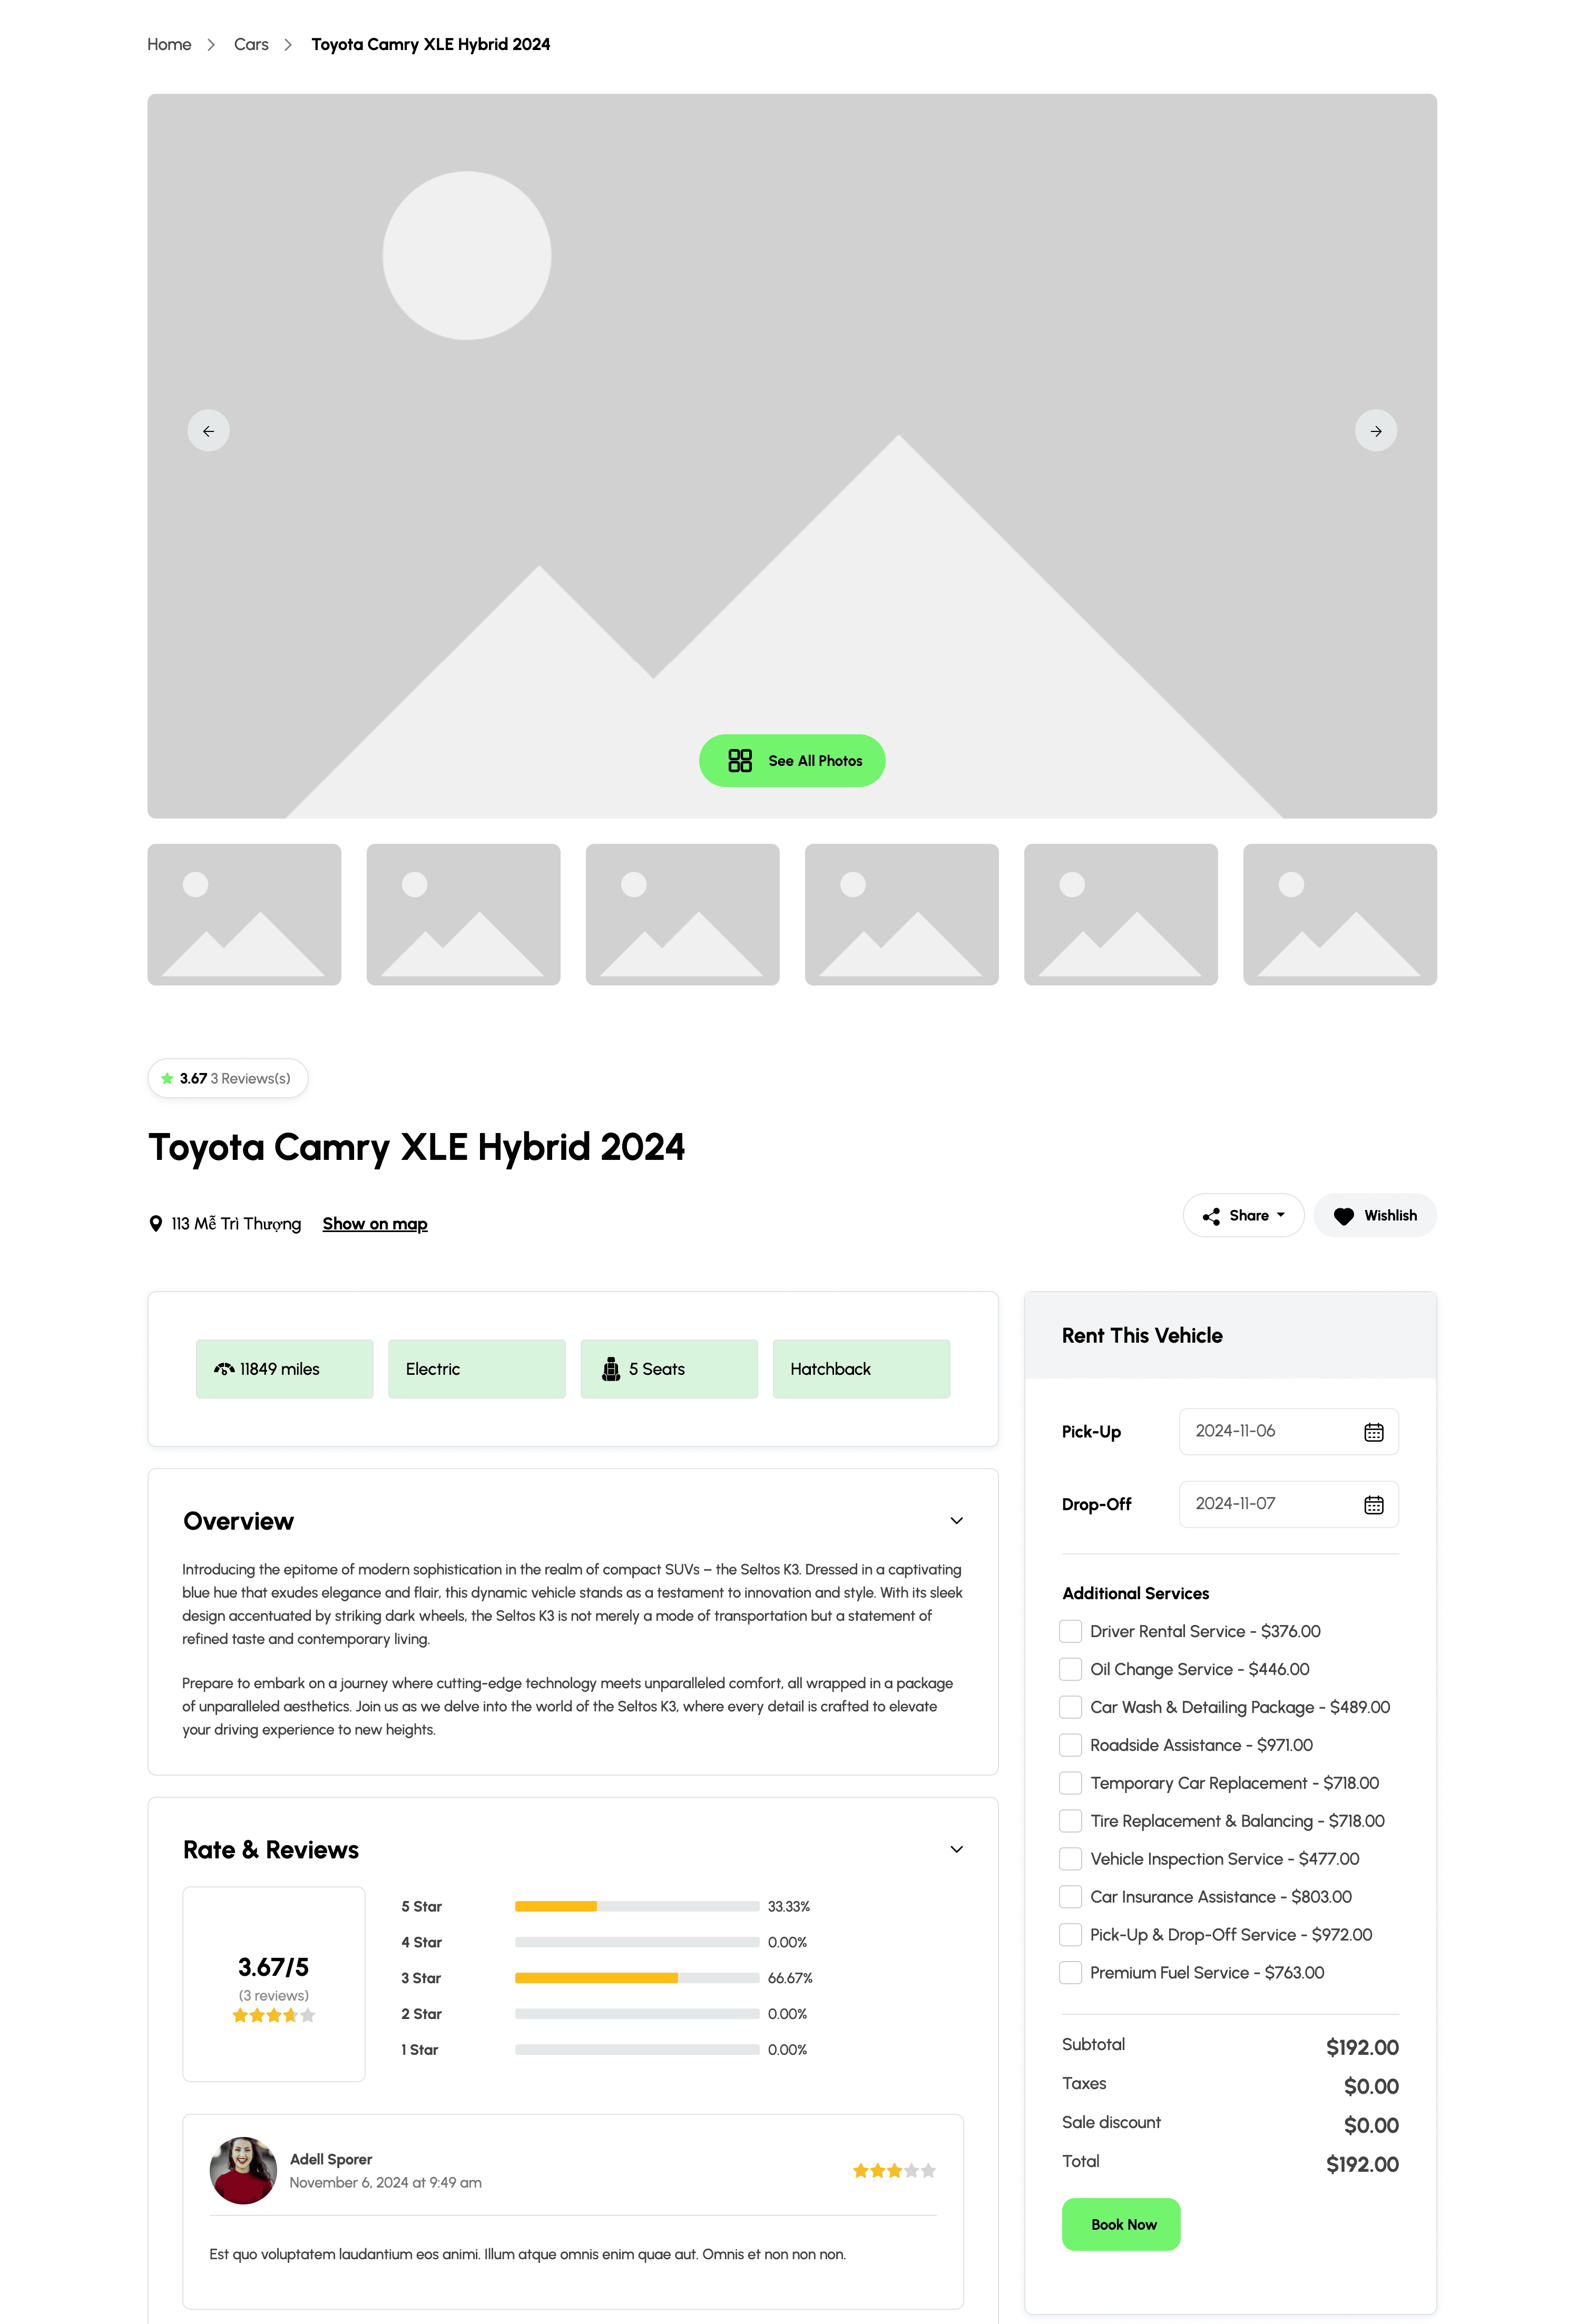 Home
Cars
Toyota Camry XLE Hybrid 2024
See All Photos
3.67 3 Reviews(s)
Toyota Camry XLE Hybrid 2024
113 Mễ Trì Thượng
Show on map
Share
Wishlish
11849 miles
Electric
5 Seats
Hatchback
Overview
Introducing the epitome of modern sophistication in the realm of compact SUVs – the Seltos K3. Dressed in a captivating
blue hue that exudes elegance and flair, this dynamic vehicle stands as a testament to innovation and style. With its sleek
design accentuated by striking dark wheels, the Seltos K3 is not merely a mode of transportation but a statement of
refined taste and contemporary living.
Prepare to embark on a journey where cutting-edge technology meets unparalleled comfort, all wrapped in a package
of unparalleled aesthetics. Join us as we delve into the world of the Seltos K3, where every detail is crafted to elevate
your driving experience to new heights.
Rate & Reviews
3.67/5
(3 reviews)
5 Star 33.33%
4 Star 0.00%
3 Star 66.67%
2 Star 0.00%
1 Star 0.00%
Adell Sporer
November 6, 2024 at 9:49 am
Est quo voluptatem laudantium eos animi. Illum atque omnis enim quae aut. Omnis et non non non.
Rent This Vehicle
Pick-Up 2024-11-06
Drop-Off 2024-11-07
Additional Services
Driver Rental Service - $376.00
Oil Change Service - $446.00
Car Wash & Detailing Package - $489.00
Roadside Assistance - $971.00
Temporary Car Replacement - $718.00
Tire Replacement & Balancing - $718.00
Vehicle Inspection Service - $477.00
Car Insurance Assistance - $803.00
Pick-Up & Drop-Off Service - $972.00
Premium Fuel Service - $763.00
Subtotal $192.00
Taxes $0.00
Sale discount $0.00
Total $192.00
Book Now